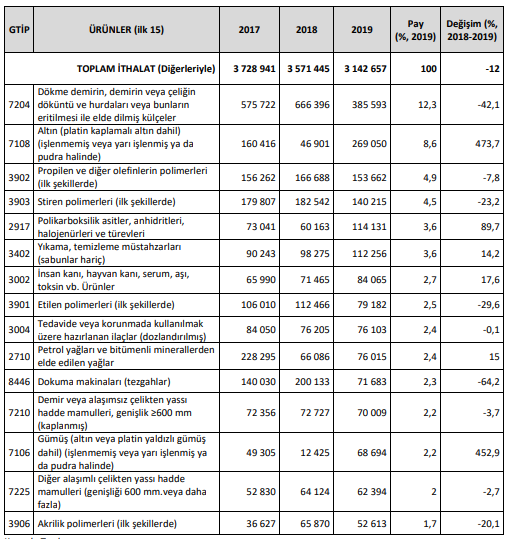 GTİP ÜRÜNLER (ilk 15) 2017 2018 2019 Pay (%, 2019) Değişim (%, 2018-2019)
TOPLAM İTHALAT (Diğerleriyle) 3 728 941 3 571 445 3 142 657 100 -12
7204 Dökme demirin, demirin veya çeliğin
döküntü ve hurdaları veya bunların
eritilmesi ile elde dilmiş külçeler 575 722 666 396 385 593 12,3 -42,1
7108 Altın (platin kaplamalı altın dahil)
(işlenmemiş veya yarı işlenmiş ya da
pudra halinde) 160 416 46 901 269 050 8,6 473,7
3902 Propilen ve diğer olefinlerin polimerleri
(ilk şekillerde) 156 262 166 688 153 662 4,9 -7,8
3903 Stiren polimerleri (ilk şekillerde) 179 807 182 542 140 215 4,5 -23,2
2917 Polikarboksilik asitler, anhidritleri,
halojenürleri ve türevleri 73 041 60 163 114 131 3,6 89,7
3402 Yıkama, temizleme müstahzarları
(sabunlar hariç) 90 243 98 275 112 256 3,6 14,2
3002 İnsan kanı, hayvan kanı, serum, aşı,
toksin vb. Ürünler 65 990 71 465 84 065 2,7 17,6
3901 Etilen polimerleri (ilk şekillerde) 106 010 112 466 79 182 2,5 -29,6
3004 Tedavide veya korunmada kullanılmak
üzere hazırlanan ilaçlar (dozlandırılmış) 84 050 76 205 76 103 2,4 -0,1
2710 Petrol yağları ve bitümenli minerallerden
elde edilen yağlar 228 295 66 086 76 015 2,4 15
8446 Dokuma makinaları (tezgahlar) 140 030 200 133 71 683 2,3 -64,2
7210 Demir veya alaşımsız çelikten yassı
hadde mamulleri, genişlik ≥600 mm
(kaplanmış) 72 356 72 727 70 009 2,2 -3,7
7106 Gümüş (altın veya platin yaldızlı gümüş
dahil) (işlenmemiş veya yarı işlenmiş ya
da pudra halinde) 49 305 12 425 68 694 2,2 452,9
7225 Diğer alaşımlı çelikten yassı hadde
mamulleri (genişliği 600 mm.veya daha
fazla) 52 830 64 124 62 394 2 -2,7
3906 Akrilik polimerleri (ilk şekillerde) 36 627 65 870 52 613 1,7 -20,1